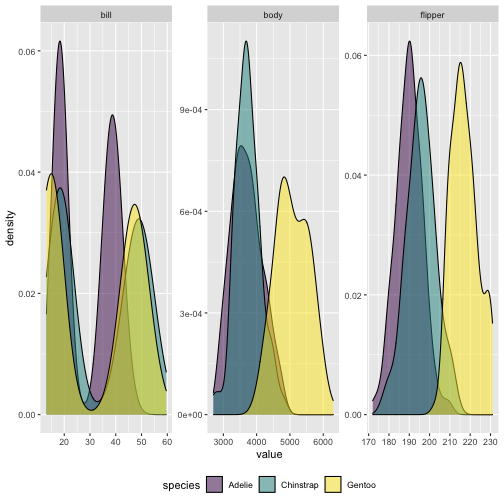 bill body flipper
density
0.06 0.04 0.02 0.00
9e-04 6e-04 3e-04 0e+00
0.06 0.04 0.02 0.00
20 30 40 50 60 3000 4000 5000 6000 170 180 190 200 210 220 230
value
species Adelie Chinstrap Gentoo